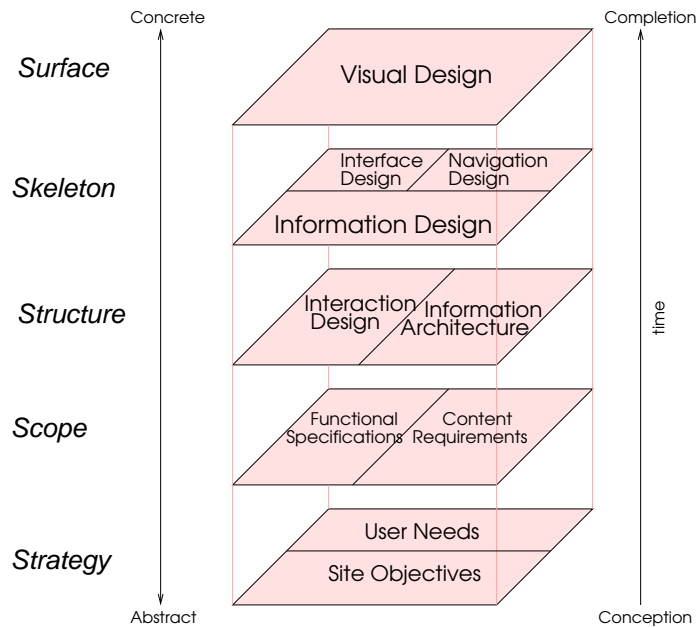 Concrete
Completion
Surface
Visual Design
Skeleton
Interface
Design
Navigation
Design
Information Design
Structure
Interaction
Design
Information
Architecture
time
Scope
Functional
Specifications
Content
Requirements
Strategy
User Needs
Site Objectives
Abstract
Conception